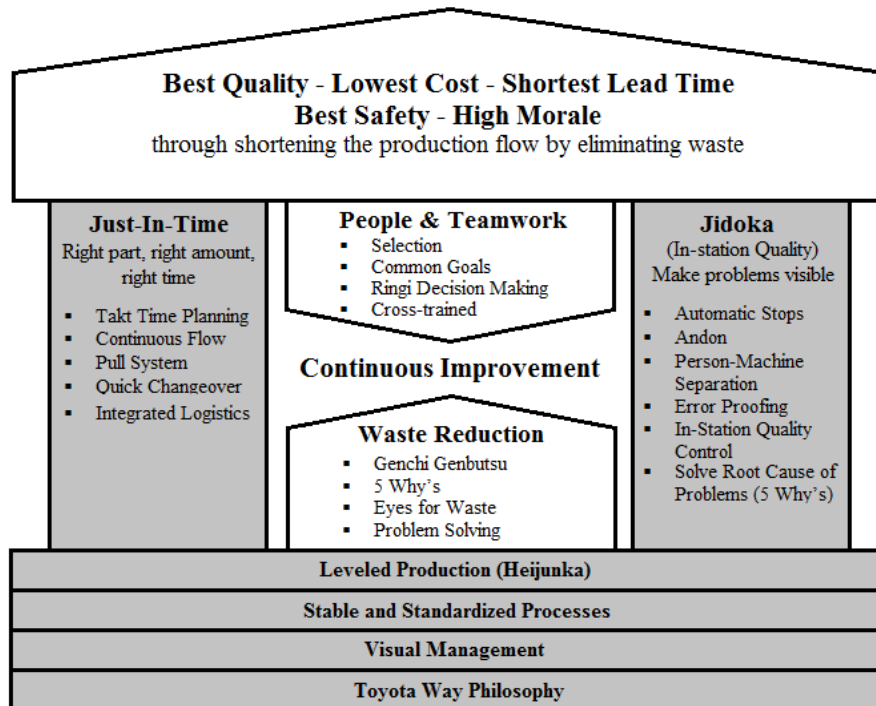 Best Quality - Lowest Cost - Shortest Lead Time
Best Safety - High Morale
through shortening the production flow by eliminating waste
Just-In-Time
Right part, right amount,
right time
▪ Takt Time Planning
▪ Continuous Flow
▪ Pull System
▪ Quick Changeover
▪ Integrated Logistics
People & Teamwork
▪ Selection
▪ Common Goals
▪ Ringi Decision Making
▪ Cross-trained
Continuous Improvement
Waste Reduction
▪ Genchi Genbutsu
▪ 5 Why's
▪ Eyes for Waste
▪ Problem Solving
Jidoka
(In-station Quality)
Make problems visible
▪ Automatic Stops
▪ Andon
▪ Person-Machine
Separation
▪ Error Proofing
▪ In-Station Quality
Control
▪ Solve Root Cause of
Problems (5 Why's)
Leveled Production (Heijunka)
Stable and Standardized Processes
Visual Management
Toyota Way Philosophy